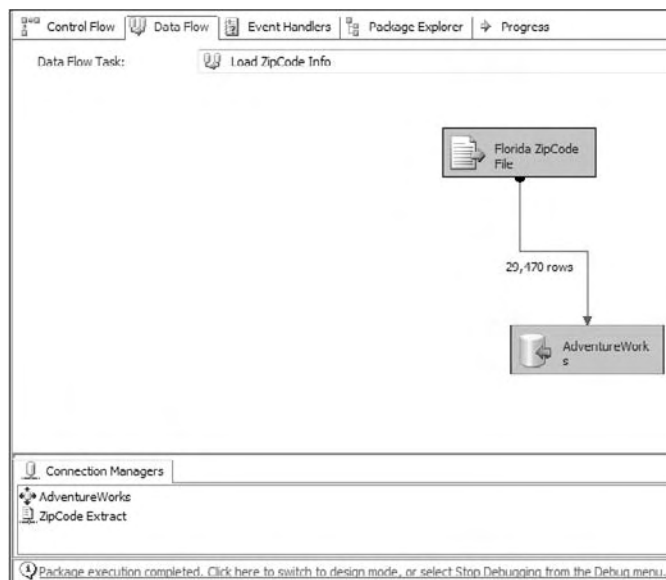 Control Flow Data Flow Event Handlers Package Explorer Progress
Data Flow Task: Load ZipCode Info
Florida ZipCode
File
29,470 rows
AdventureWork
s
Connection Managers
AdventureWorks
ZipCode Extract
Package execution completed. Click here to switch to design mode, or select Stop Debugging from the Debug menu.